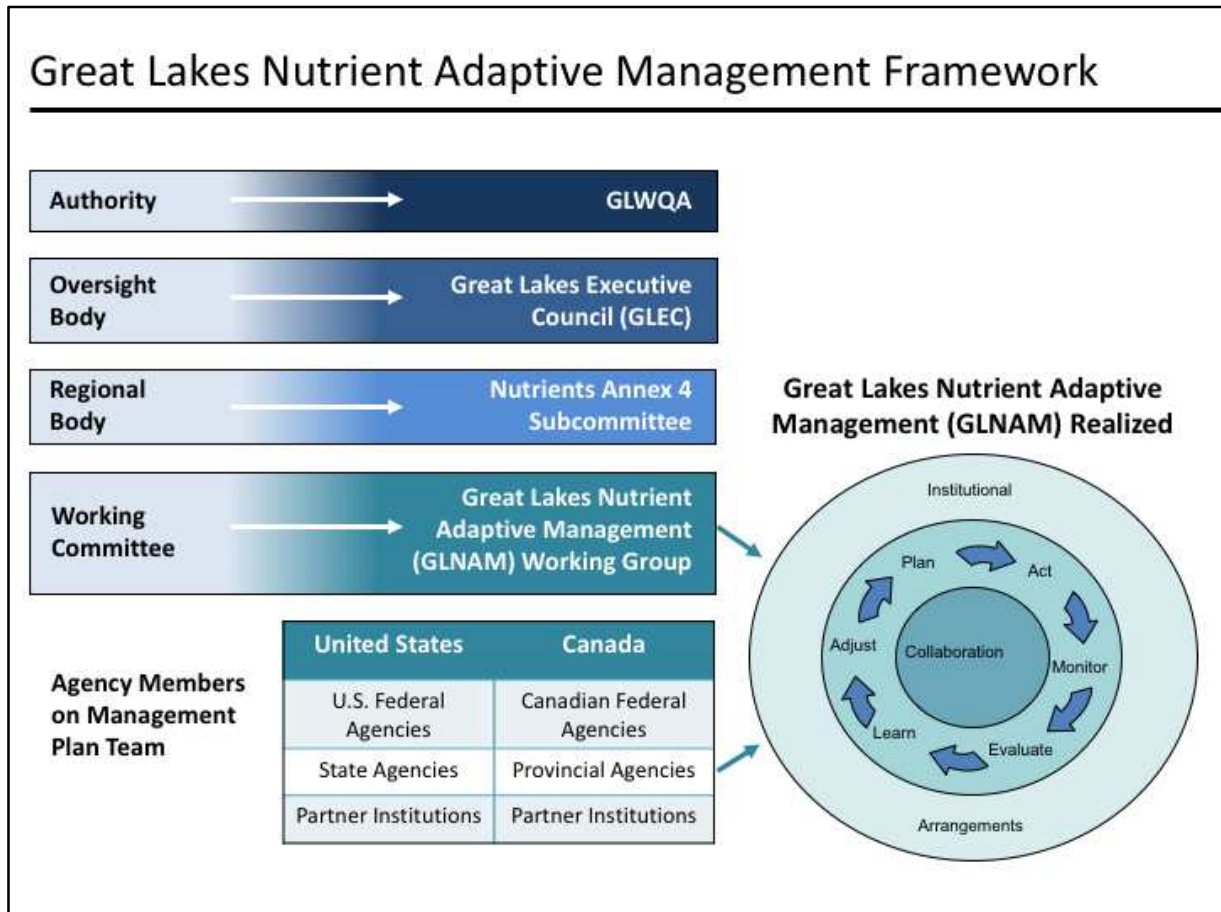 Great Lakes Nutrient Adaptive Management Framework
Authority
GLWQA
Oversight
Body
Great Lakes Executive
Council (GLEC)
Regional
Body
Nutrients Annex 4
Subcommittee
Working
Committee
Great Lakes Nutrient
Adaptive Management
(GLNAM) Working Group
Agency Members
on Management
Plan Team
United States
Canada
U.S. Federal
Agencies
Canadian Federal
Agencies
State Agencies
Provincial Agencies
Partner Institutions
Partner Institutions
Great Lakes Nutrient Adaptive
Management (GLNAM) Realized
Institutional
Plan
Act
Adjust
Collaboration
Monitor
Learn
Evaluate
Arrangements